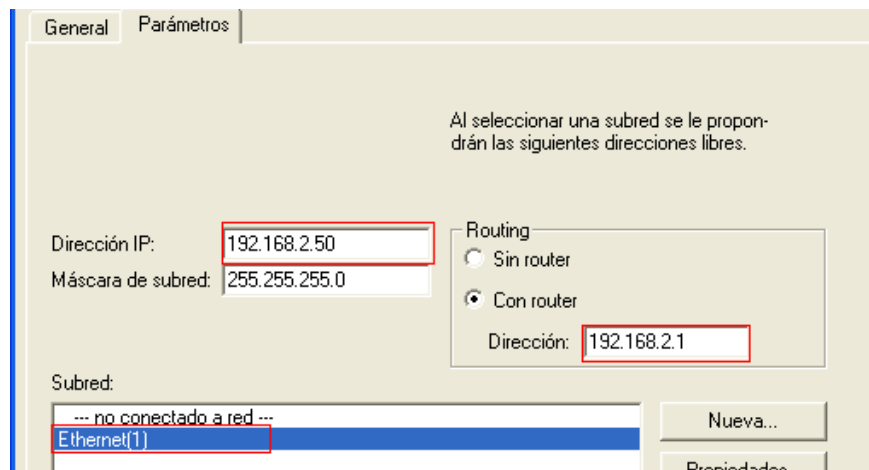 General Parámetros
Al seleccionar una subred se le propon-
drán las siguientes direcciones libres.
Dirección IP: 192.168.2.50
Máscara de subred: 255.255.255.0
Routing
Sin router
Con router
Dirección: 192.168.2.1
Subred:
--- no conectado a red ---
Ethernet(1)
Nueva...
Propiedades...